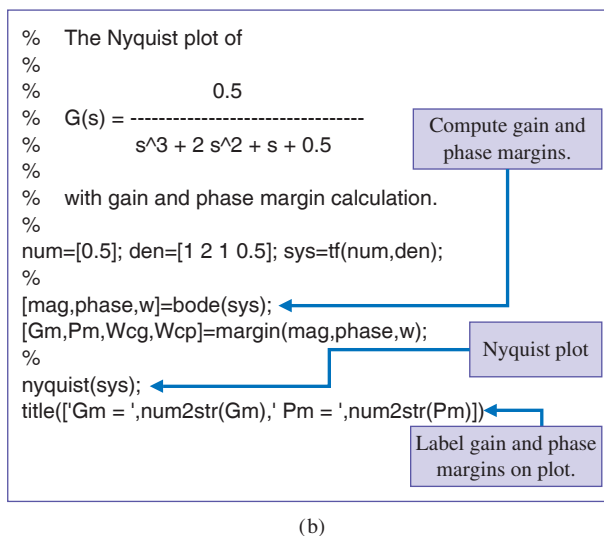 % The Nyquist plot of
%
% 0.5
% G(s) = ---------------------------------
% s^3 + 2 s^2 + s + 0.5
%
% with gain and phase margin calculation.
%
num=[0.5]; den=[1 2 1 0.5]; sys=tf(num,den);
%
[mag,phase,w]=bode(sys);
[Gm,Pm,Wcg,Wcp]=margin(mag,phase,w);
%
nyquist(sys);
title(['Gm = ',num2str(Gm),' Pm = ',num2str(Pm)])
Compute gain and
phase margins.
Nyquist plot
Label gain and phase
margins on plot.
(b)